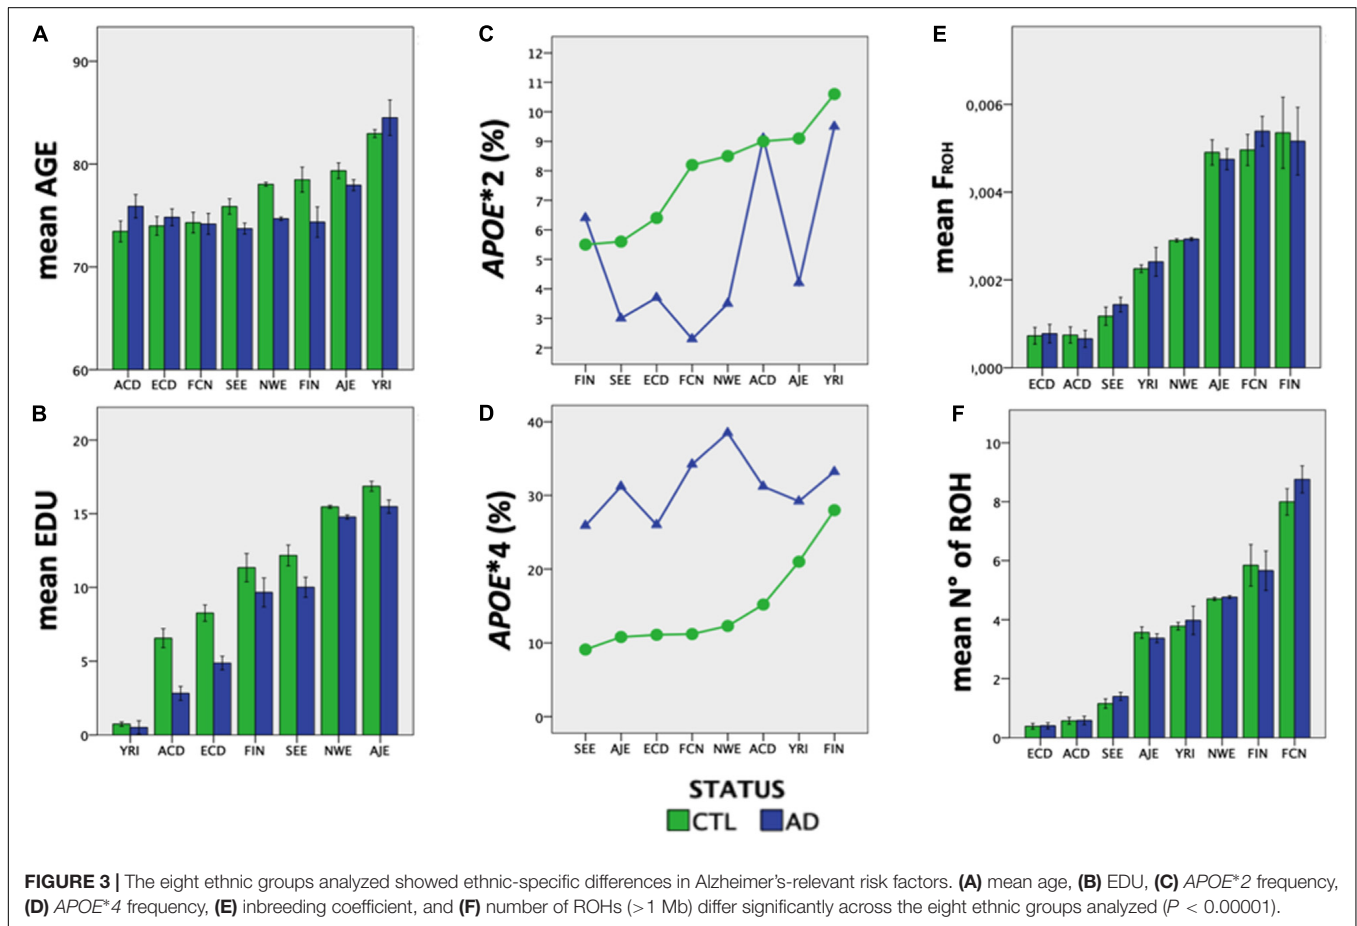 A
mean AGE
90
80
70
60
ACD ECD FCN SEE NWE FIN AJE YRI
B
mean EDU
20
15
10
5
0
YRI ACD ECD FIN SEE NWE AJE
C
APOE*2 (%)
12
11
10
9
8
7
6
5
4
3
2
FIN SEE ECD FCN NWE ACD AJE YRI
D
APOE*4 (%)
40
30
20
10
0
SEE AJE ECD FCN NWE ACD YRI FIN
STATUS
CTL AD
E
mean FROH
0,006
0,004
0,002
0,000
ECD ACD SEE YRI NWE AJE FCN FIN
F
mean N° of ROH
10
8
6
4
2
0
ECD ACD SEE AJE YRI NWE FIN FCN
FIGURE 3 | The eight ethnic groups analyzed showed ethnic-specific differences in Alzheimer's-relevant risk factors. (A) mean age, (B) EDU, (C) APOE*2 frequency,
(D) APOE*4 frequency, (E) inbreeding coefficient, and (F) number of ROHs (>1 Mb) differ significantly across the eight ethnic groups analyzed (P < 0.00001).